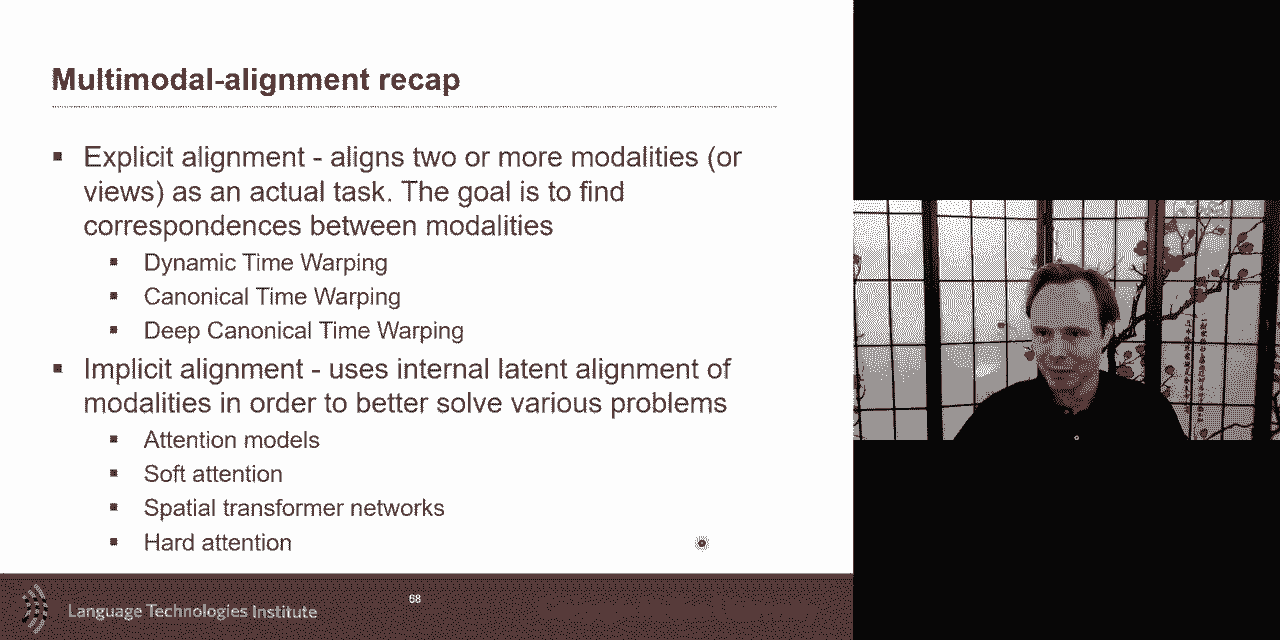 Multimodal-alignment recap
▪ Explicit alignment - aligns two or more modalities (or
views) as an actual task. The goal is to find
correspondences between modalities
▪ Dynamic Time Warping
▪ Canonical Time Warping
▪ Deep Canonical Time Warping
▪ Implicit alignment - uses internal latent alignment of
modalities in order to better solve various problems
▪ Attention models
▪ Soft attention
▪ Spatial transformer networks
▪ Hard attention
Language Technologies Institute
68